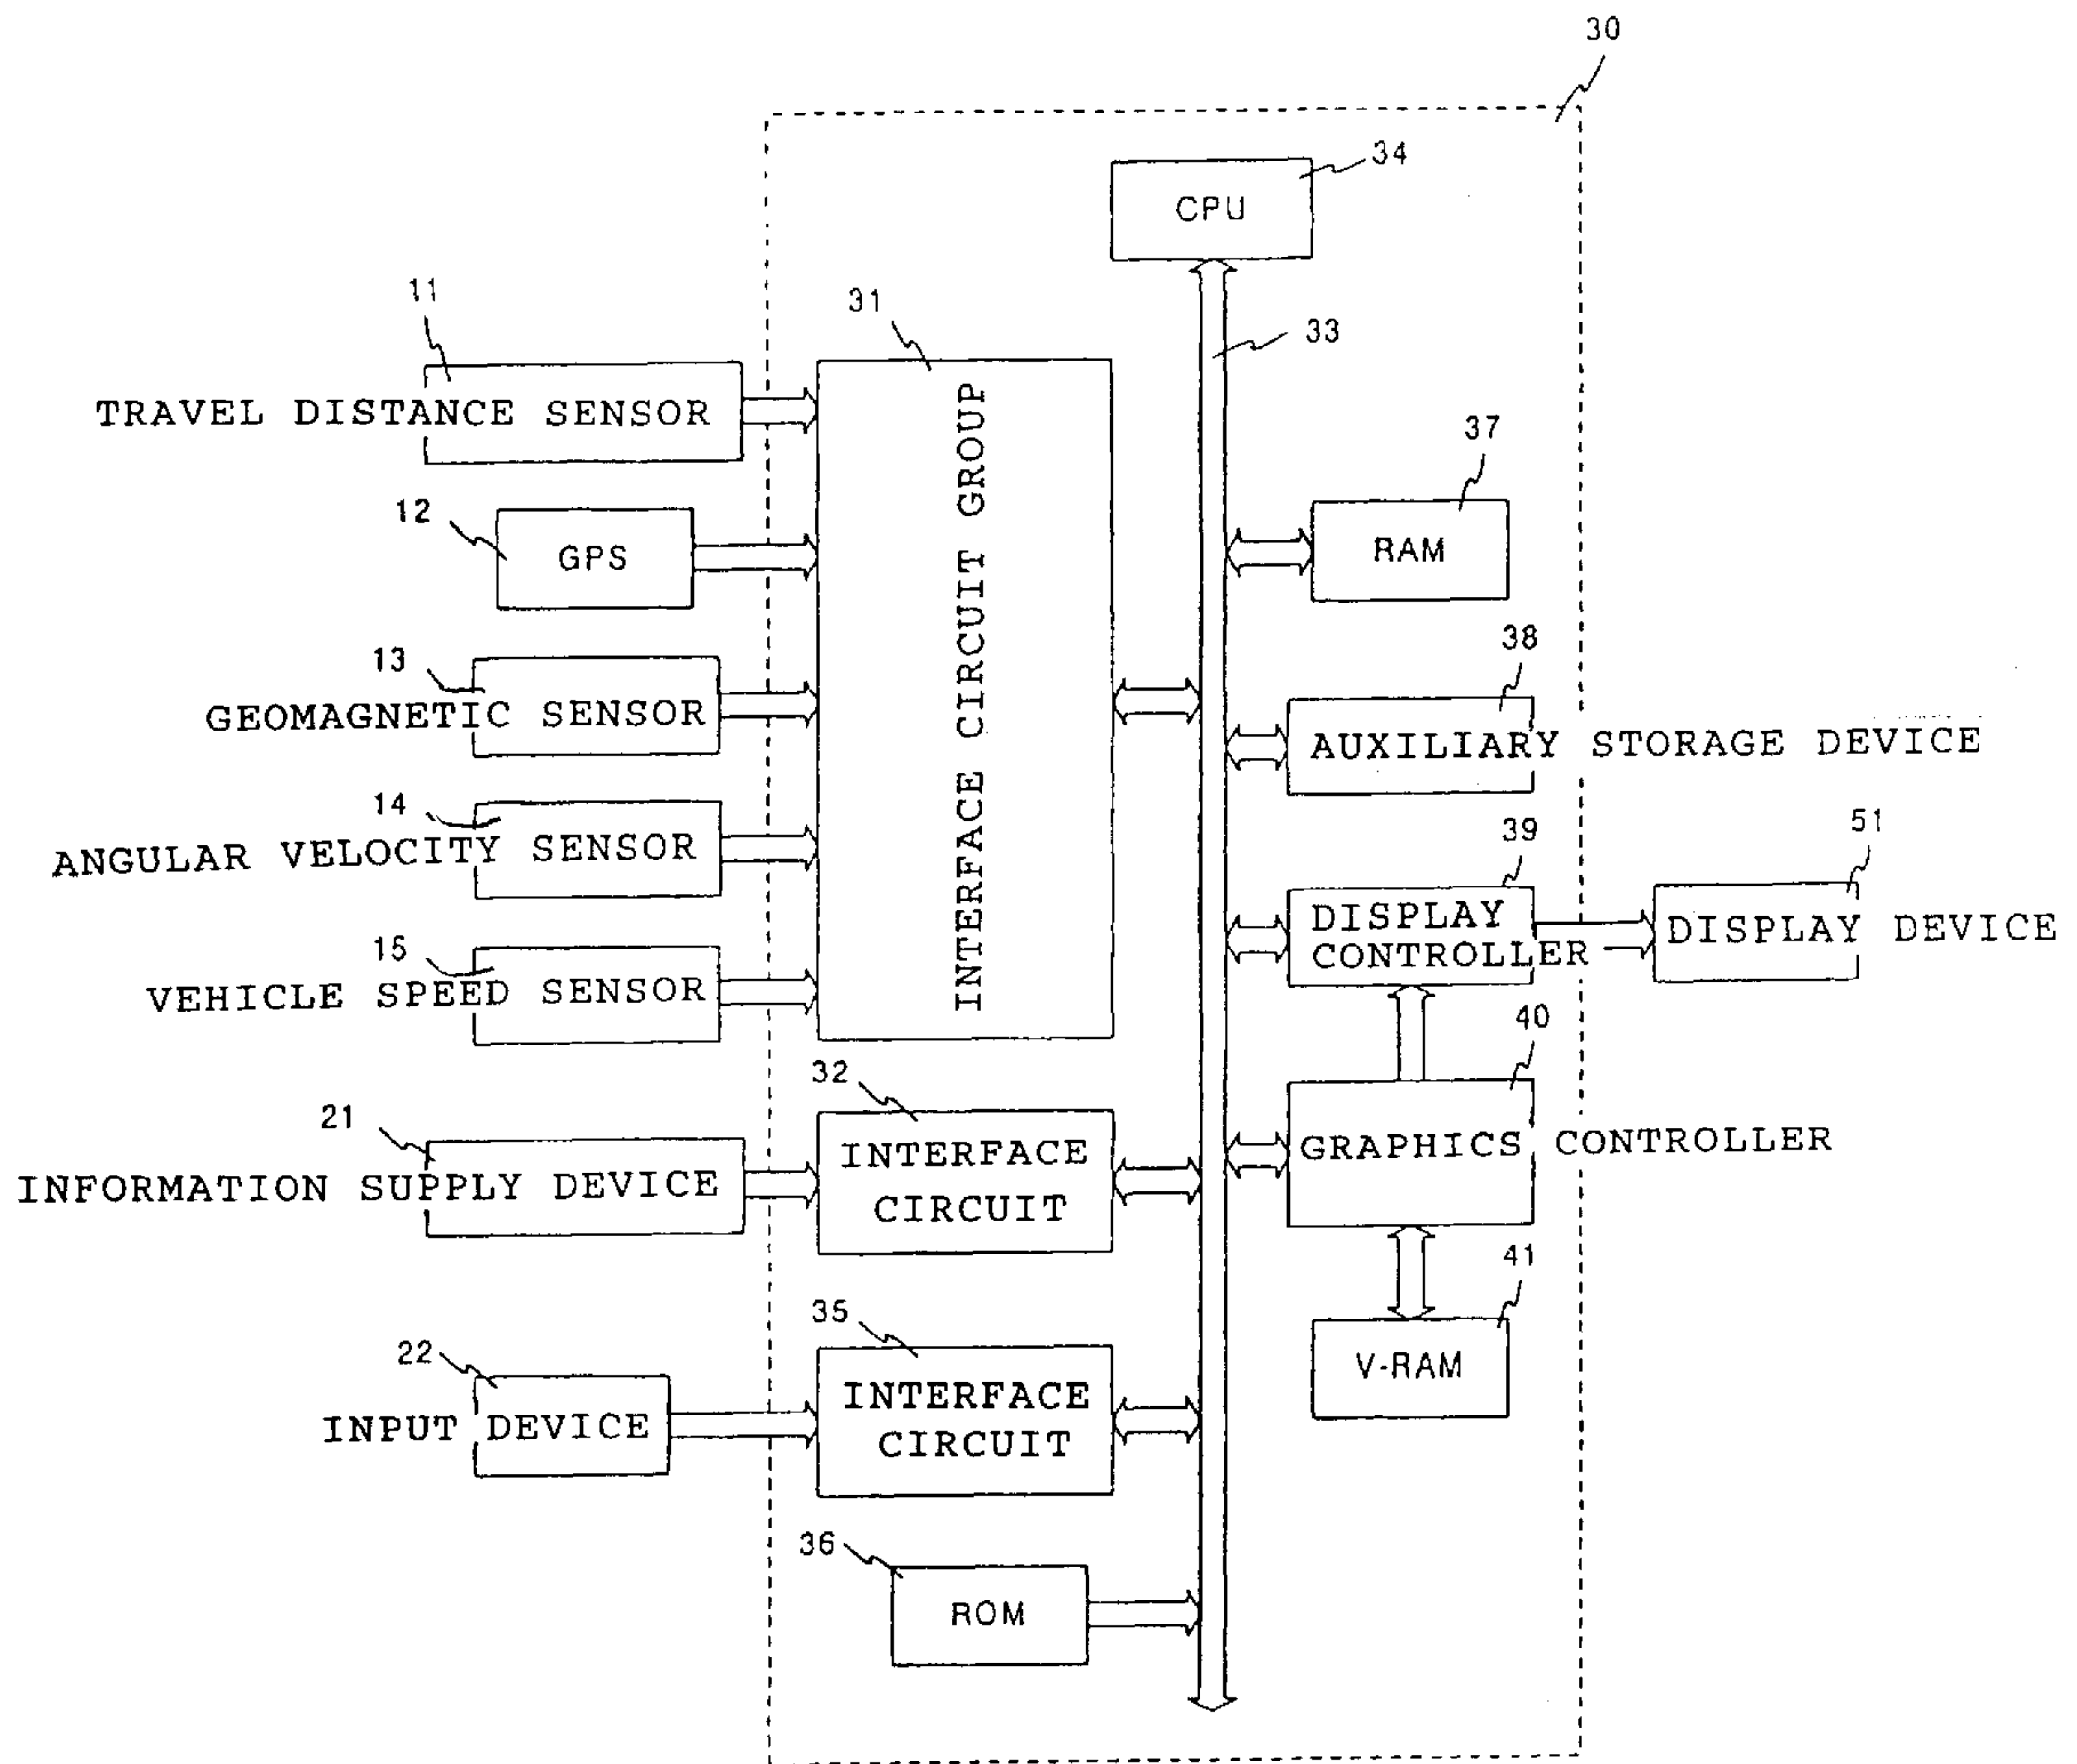 30
34
CPU
33
11
TRAVEL DISTANCE SENSOR
31
INTERFACE CIRCUIT GROUP
37
RAM
12
GPS
13
GEOMAGNETIC SENSOR
38
AUXILIARY STORAGE DEVICE
14
ANGULAR VELOCITY SENSOR
39
DISPLAY
CONTROLLER
51
DISPLAY DEVICE
15
VEHICLE SPEED SENSOR
40
GRAPHICS CONTROLLER
32
INTERFACE
CIRCUIT
21
INFORMATION SUPPLY DEVICE
41
V-RAM
35
INTERFACE
CIRCUIT
22
INPUT DEVICE
36
ROM